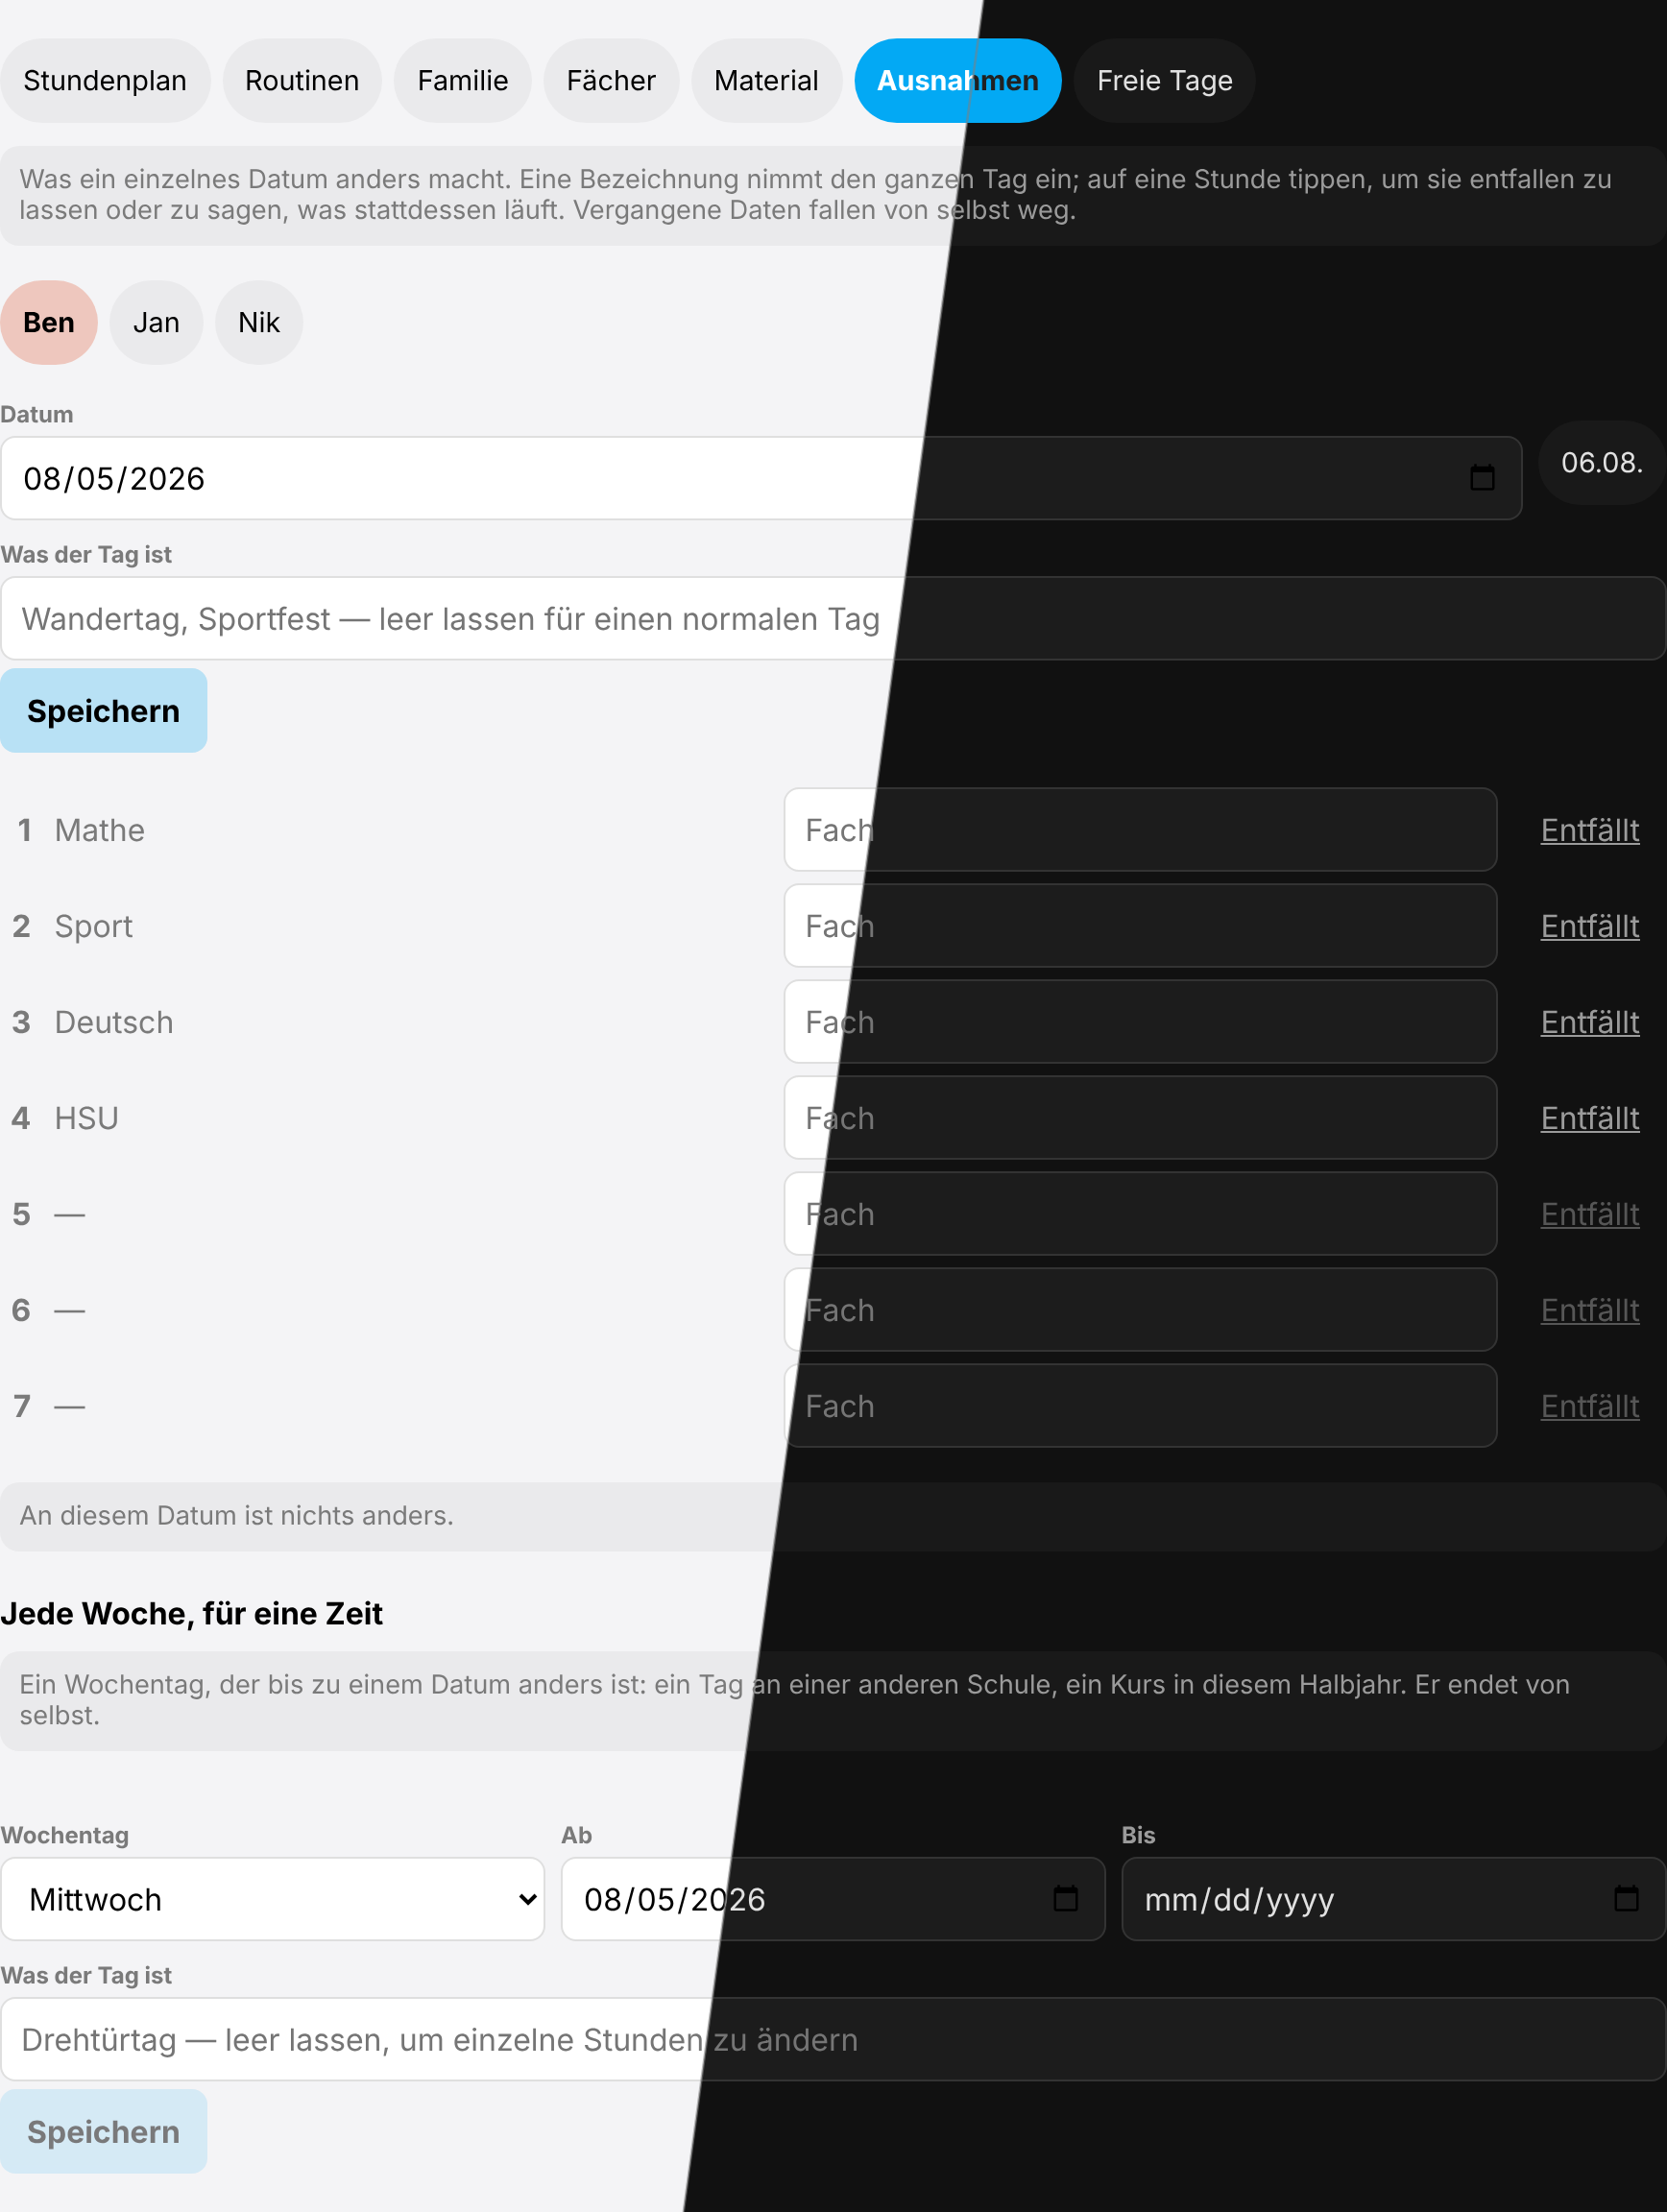 Stundenplan Routinen Familie Fächer Material Ausnahmen Freie Tage
Was ein einzelnes Datum anders macht. Eine Bezeichnung nimmt den ganzen Tag ein; auf eine Stunde tippen, um sie entfallen zu
lassen oder zu sagen, was stattdessen läuft. Vergangene Daten fallen von selbst weg.
Ben Jan Nik
Datum
08/05/2026 06.08.
Was der Tag ist
Wandertag, Sportfest — leer lassen für einen normalen Tag
Speichern
1 Mathe Fach Entfällt
2 Sport Fach Entfällt
3 Deutsch Fach Entfällt
4 HSU Fach Entfällt
5 — Fach Entfällt
6 — Fach Entfällt
7 — Fach Entfällt
An diesem Datum ist nichts anders.
Jede Woche, für eine Zeit
Ein Wochentag, der bis zu einem Datum anders ist: ein Tag an einer anderen Schule, ein Kurs in diesem Halbjahr. Er endet von
selbst.
Wochentag Ab Bis
Mittwoch 08/05/2026 mm/dd/yyyy
Was der Tag ist
Drehtürtag — leer lassen, um einzelne Stunden zu ändern
Speichern